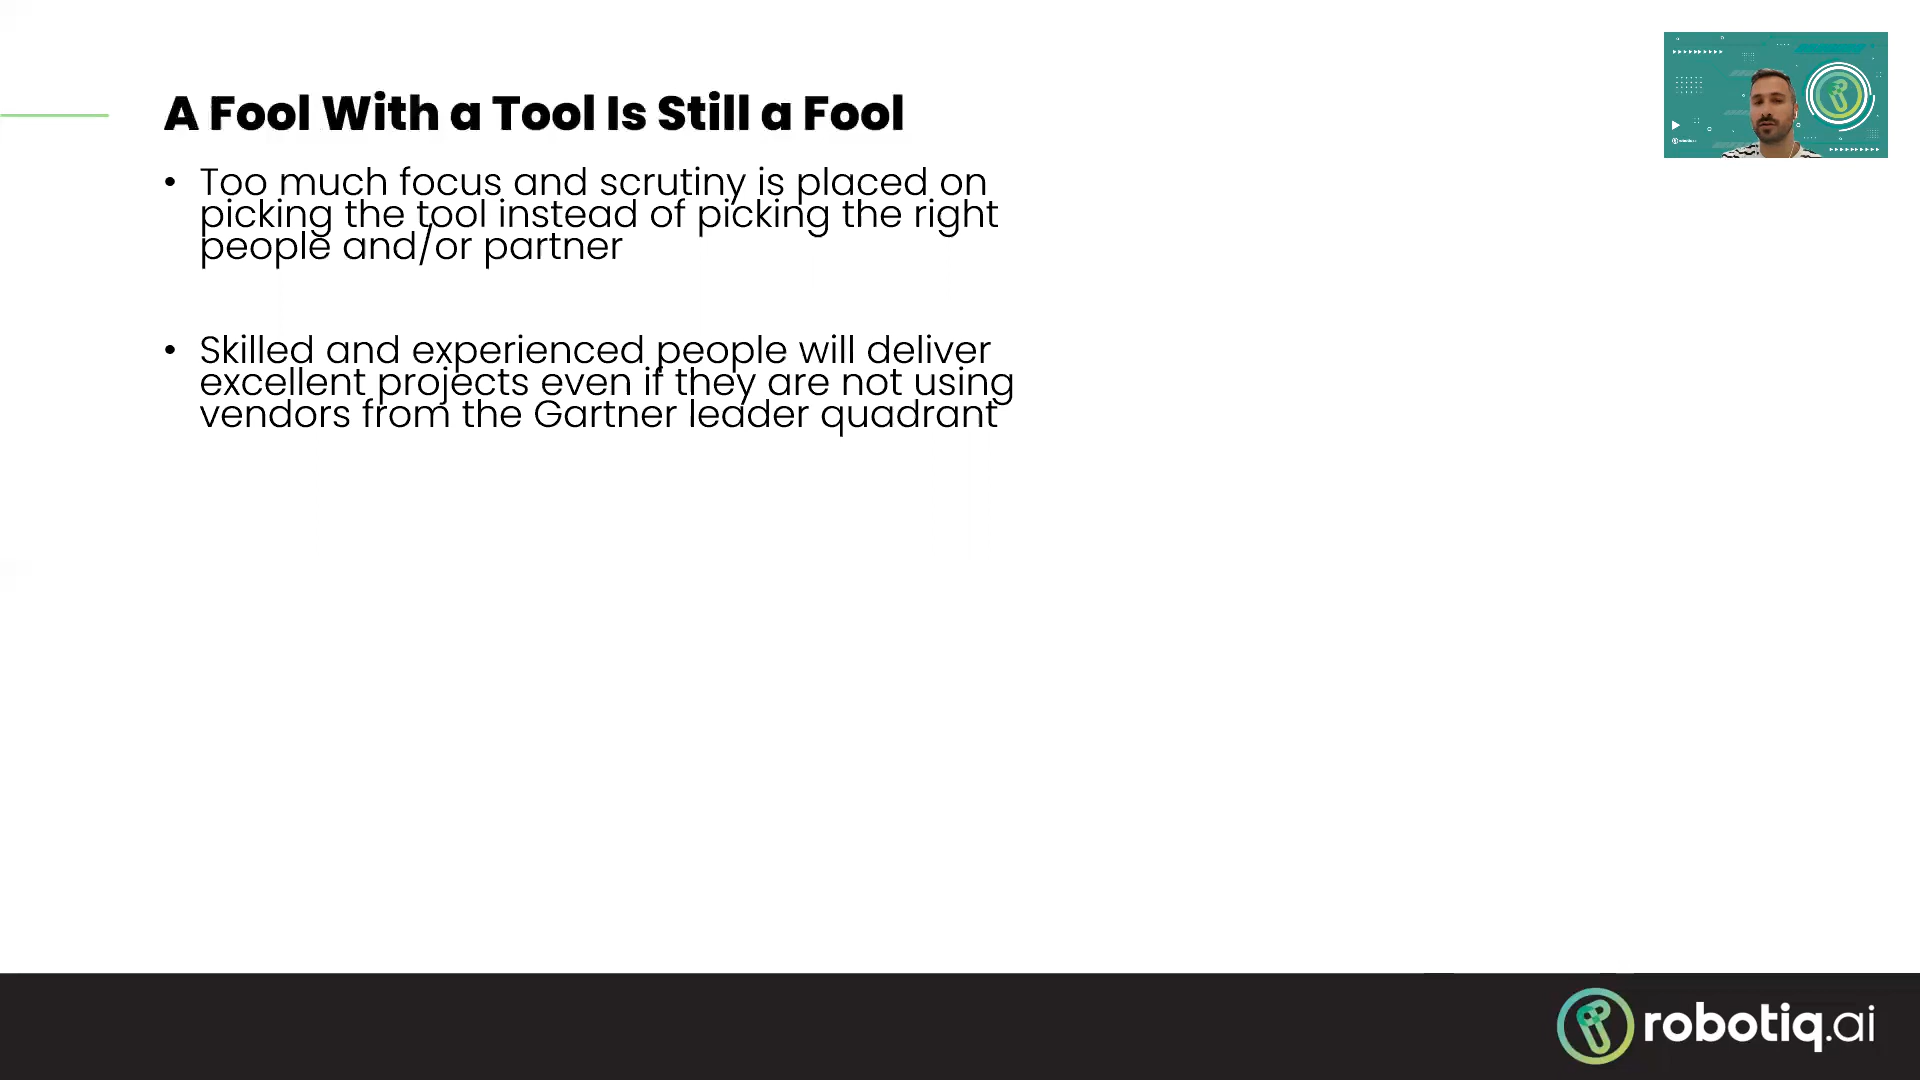 A Fool With a Tool Is Still a Fool
• Too much focus and scrutiny is placed on
picking the tool instead of picking the right
people and/or partner
• Skilled and experienced people will deliver
excellent projects even if they are not using
vendors from the Gartner leader quadrant
robotiq.ai